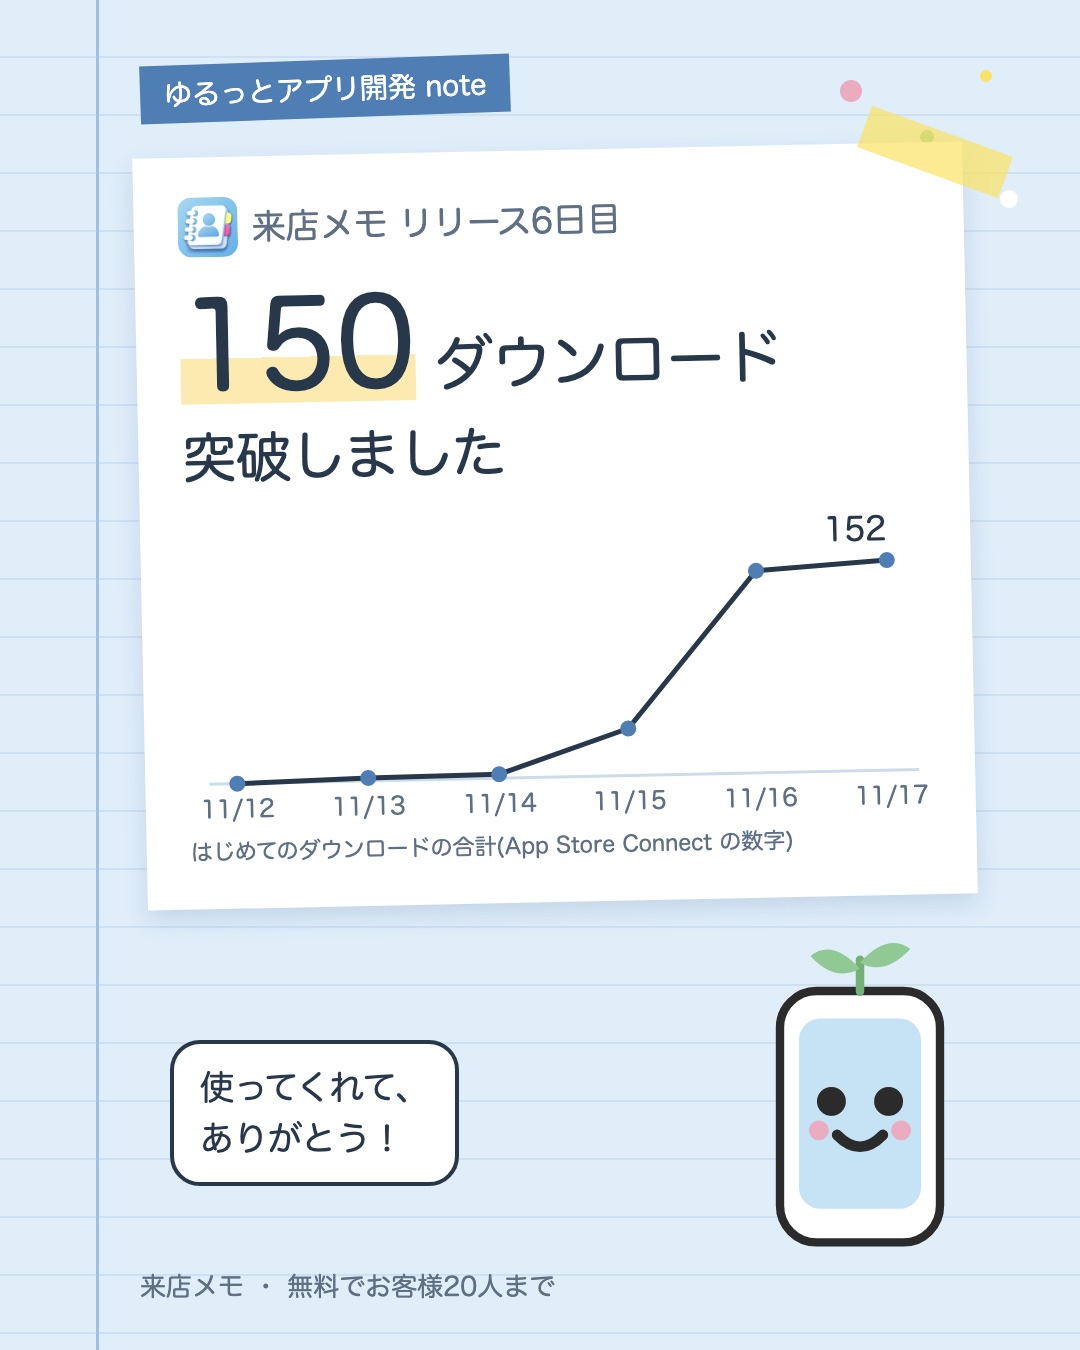 ゆるっとアプリ開発 note
来店メモ リリース6日目
150 ダウンロード
突破しました
152
11/12 11/13 11/14 11/15 11/16 11/17
はじめてのダウンロードの合計(App Store Connect の数字)
使ってくれて、
ありがとう！
来店メモ ・ 無料でお客様20人まで